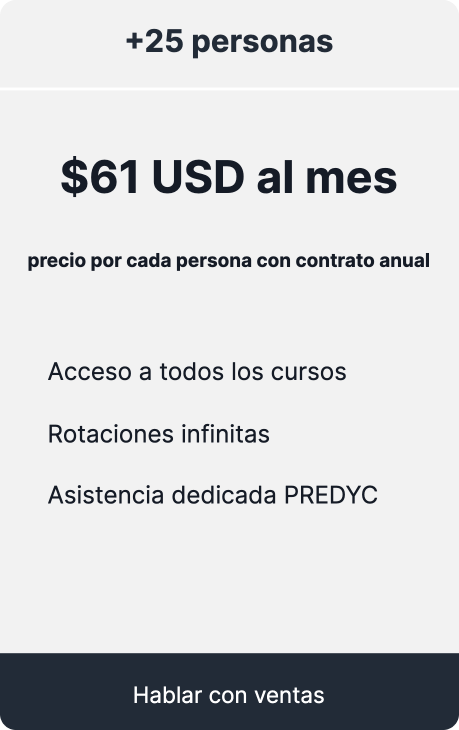 +25 personas
$61 USD al mes
precio por cada persona con contrato anual
Acceso a todos los cursos
Rotaciones infinitas
Asistencia dedicada PREDYC
Hablar con ventas